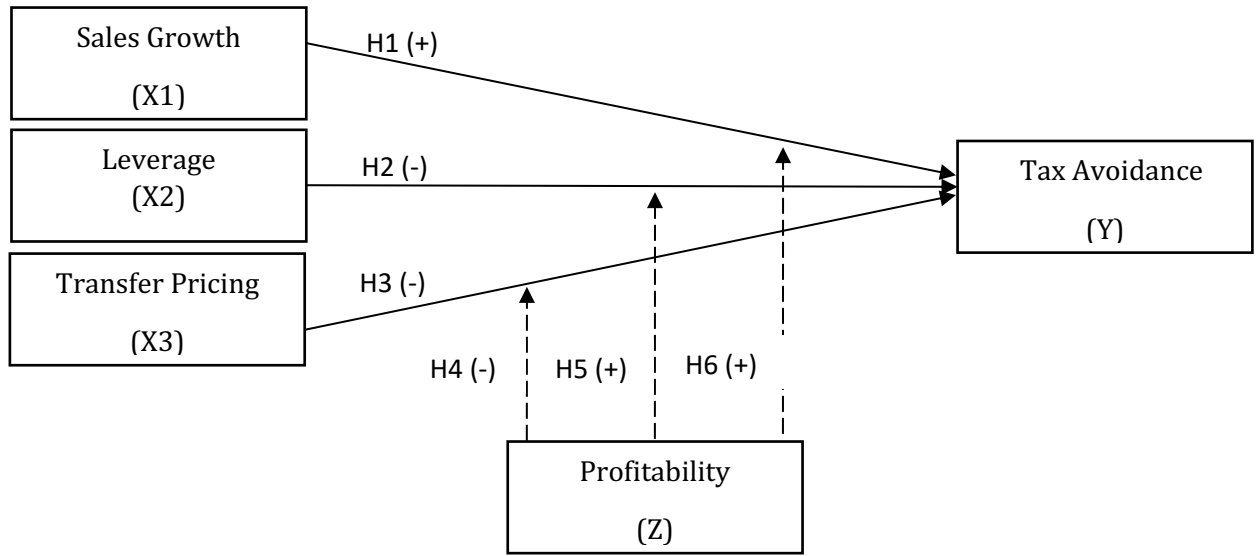 Sales Growth
(X1)
H1 (+)
Leverage
(X2)
H2 (-)
Tax Avoidance
(Y)
Transfer Pricing
(X3)
H3 (-)
H4 (-)
H5 (+)
H6 (+)
Profitability
(Z)